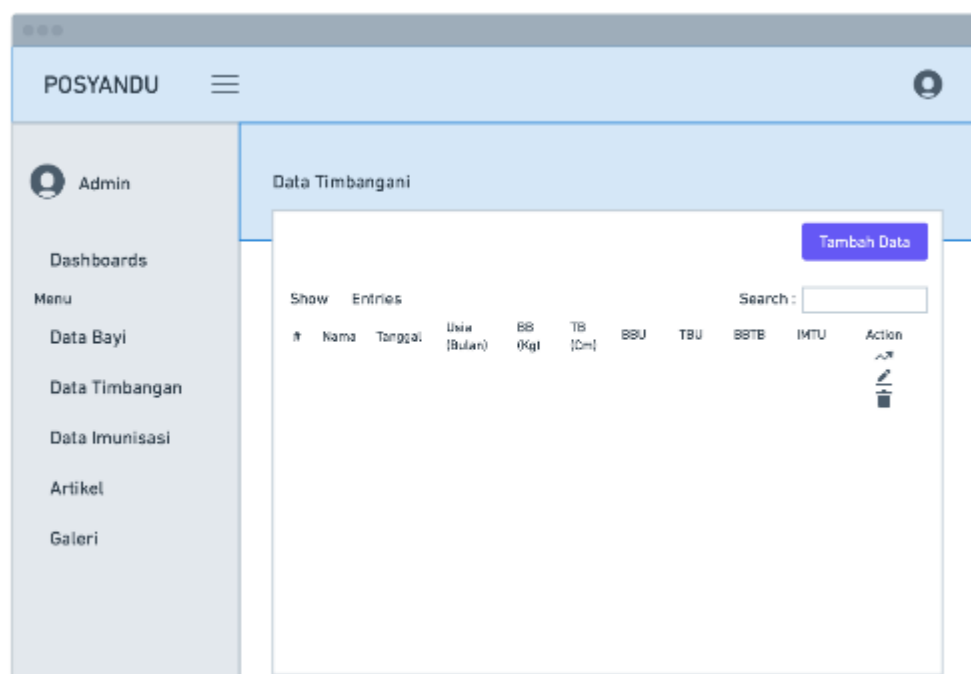 POSYANDU
Admin
Data Timbangani
Tambah Data
Dashboards
Menu
Show Entries Search :
Data Bayi
# Nama Tanggal Usia (Bulan) BB (Kg) TB (Cm) BBU TBU BBTB IMTU Action
Data Timbangan
Data Imunisasi
Artikel
Galeri